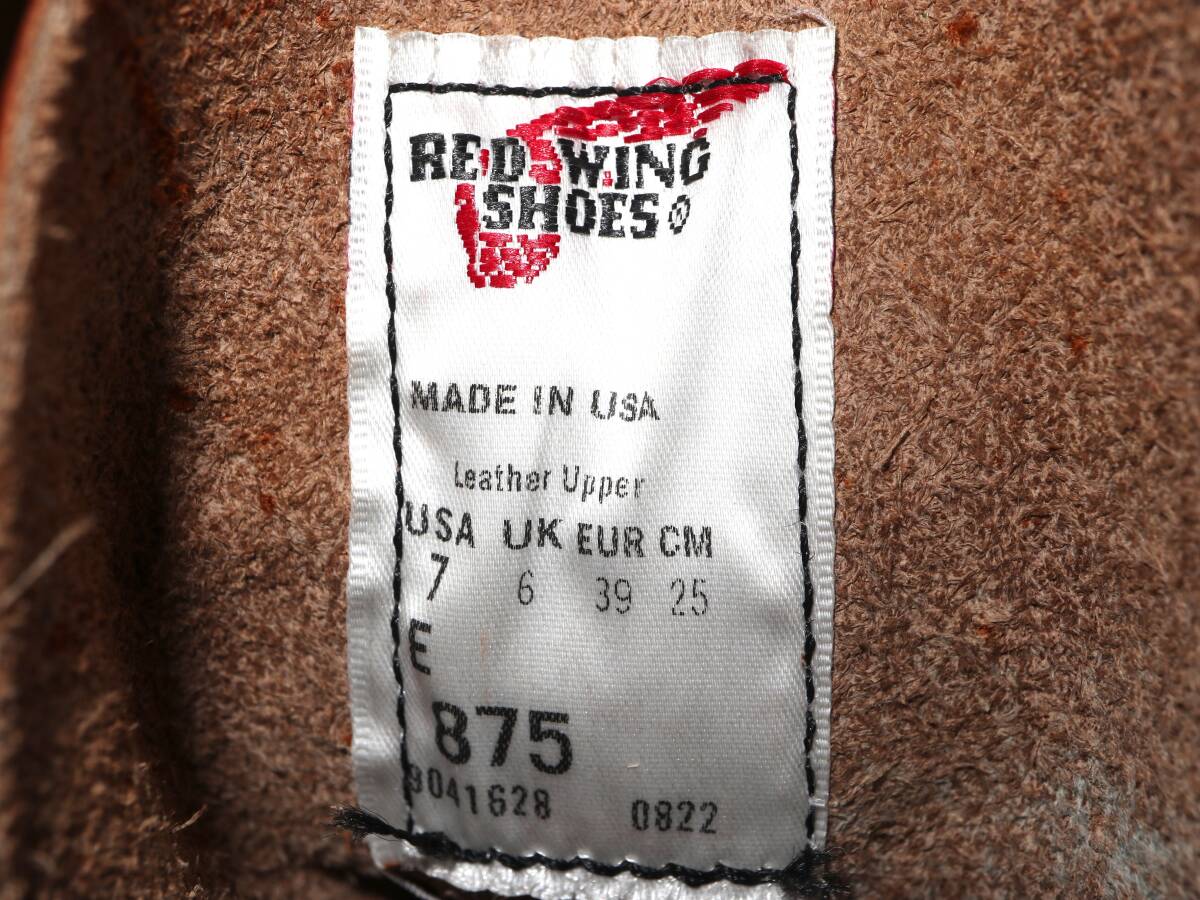 RED WING
SHOES®
MADE IN USA
Leather Upper
USA UK EUR CM
7 6 39 25
E
875
9041628 0822